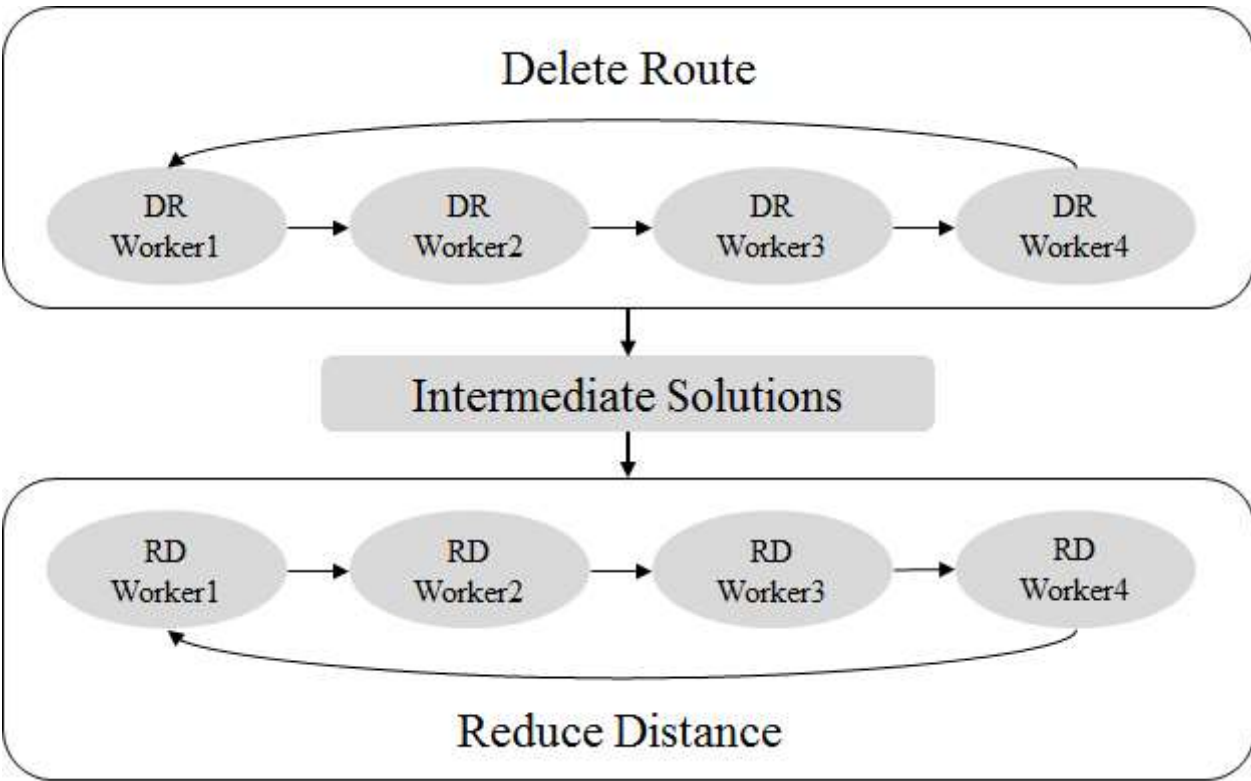 Delete Route
DR
Worker1
DR
Worker2
DR
Worker3
DR
Worker4
Intermediate Solutions
RD
Worker1
RD
Worker2
RD
Worker3
RD
Worker4
Reduce Distance